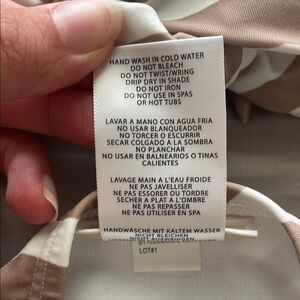 HAND WASH IN COLD WATER
DO NOT BLEACH
DO NOT TWIST/WRING
DRIP DRY IN SHADE
DO NOT IRON
DO NOT USE IN SPAS
OR HOT TUBS
LAVAR A MANO CON AGUA FRIA
NO USAR BLANQUEADOR
NO TORCER O ESCURRIR
SECAR COLGADO A LA SOMBRA
NO PLANCHAR
NO USAR EN BALNEARIOS O TINAS
CALIENTES
LAVAGE MAIN A L'EAU FROIDE
NE PAS JAVELLISER
NE PAS ESSORER OU TORDRE
SECHER A PLAT A L'OMBRE
NE PAS REPASSER
NE PAS UTILISER EN SPA
HANDWÄSCHE MIT KALTEM WASSER
NICHT BLEICHEN
LOT#1